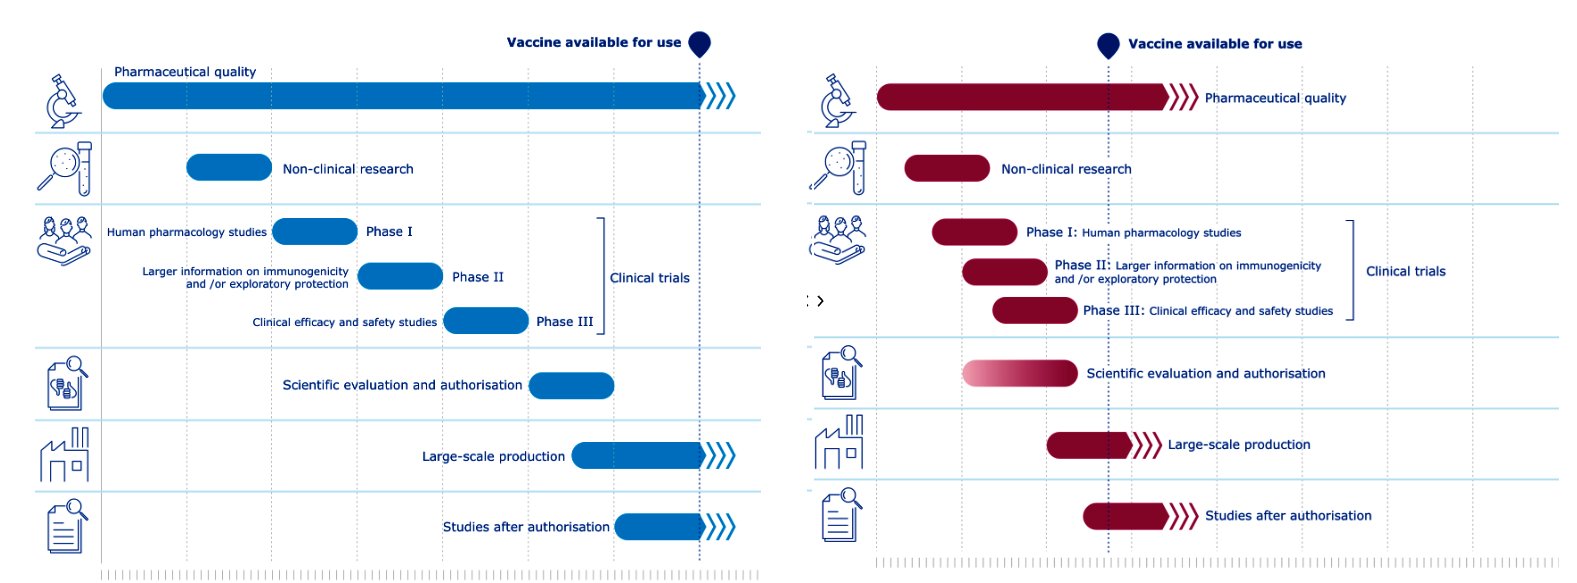 Vaccine available for use
Pharmaceutical quality
Non-clinical research
Human pharmacology studies
Phase I
Larger information on immunogenicity
and /or exploratory protection
Phase II
Clinical trials
Clinical efficacy and safety studies
Phase III
Scientific evaluation and authorisation
Large-scale production
Studies after authorisation
Vaccine available for use
Pharmaceutical quality
Non-clinical research
Phase I: Human pharmacology studies
Phase II: Larger information on immunogenicity
and /or exploratory protection
Clinical trials
Phase III: Clinical efficacy and safety studies
Scientific evaluation and authorisation
Large-scale production
Studies after authorisation